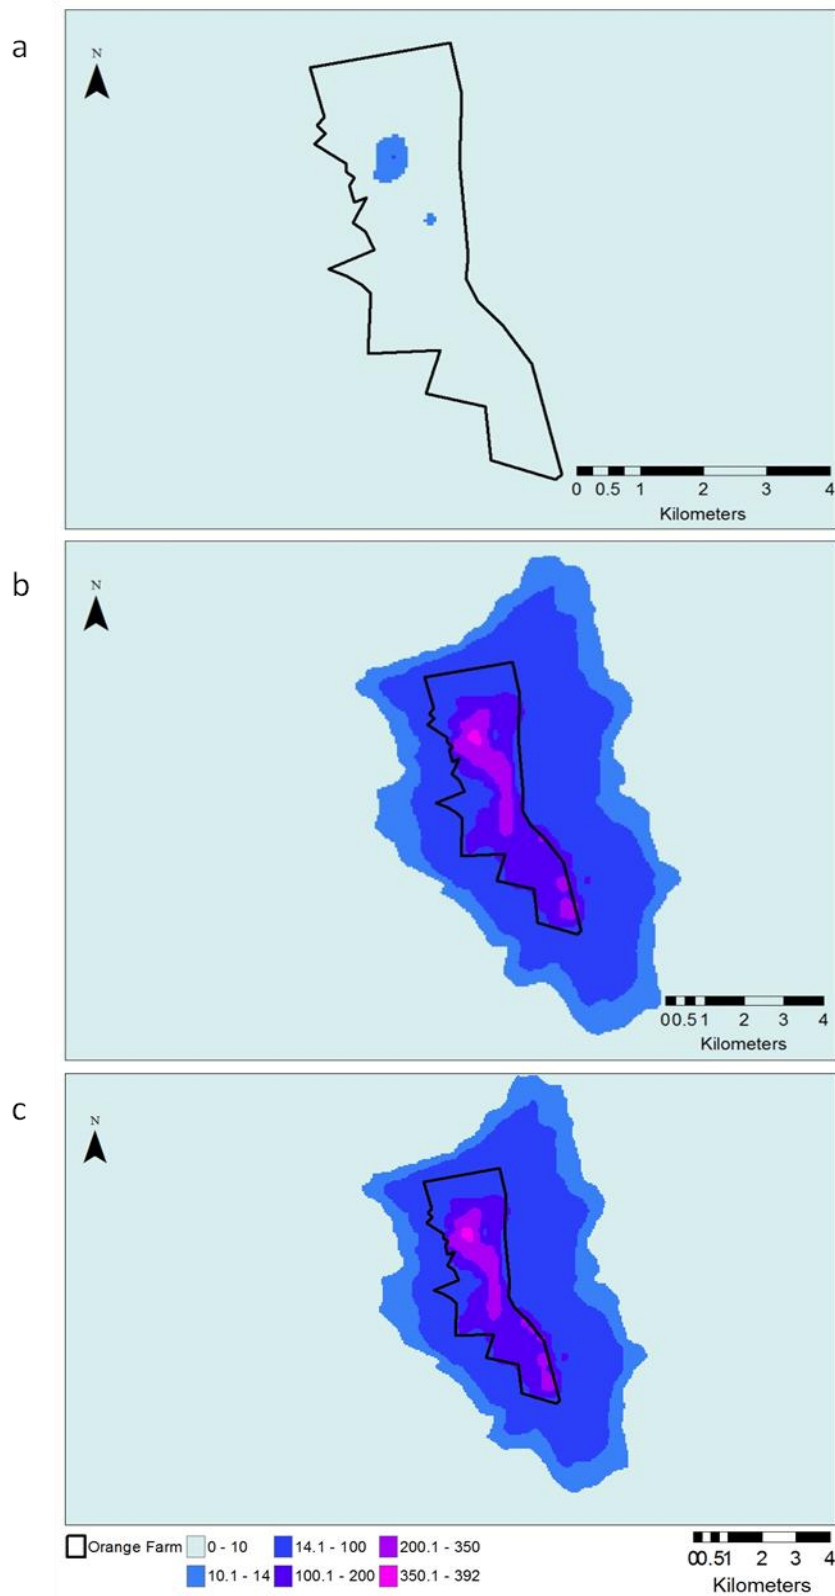 a
N
0 0.5 1 2 3 4
Kilometers
b
N
00.5 1 2 3 4
Kilometers
c
N
Orange Farm 0 - 10 14.1 - 100 200.1 - 350
10.1 - 14 100.1 - 200 350.1 - 392
00.51 2 3 4
Kilometers